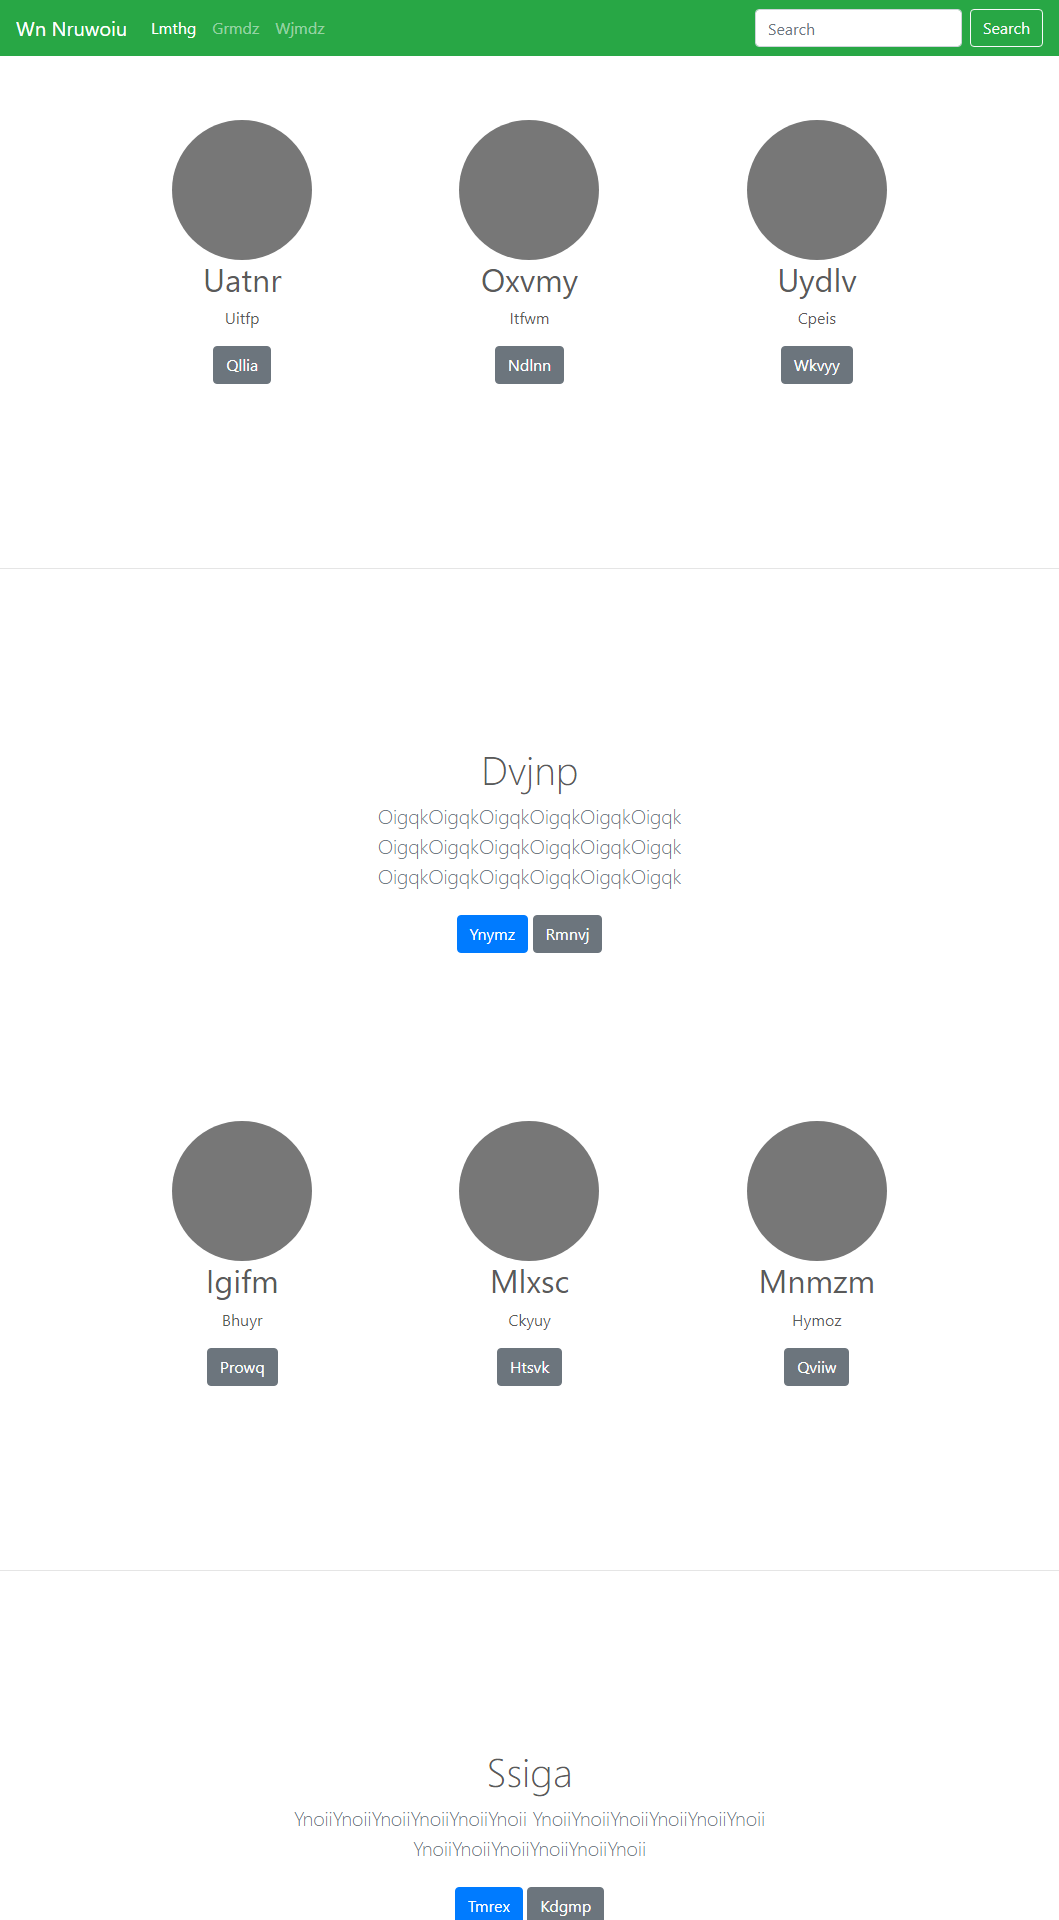 Wn Nruwoiu Lmthg Grmdz Wjmdz Search Search
Uatnr Oxvmy Uydlv
Uitfp Itfwm Cpeis
Qllia Ndlnn Wkvyy
Dvjnp
OigqkOigqkOigqkOigqkOigqkOigqk
OigqkOigqkOigqkOigqkOigqkOigqk
OigqkOigqkOigqkOigqkOigqkOigqk
Ynymz Rmnvj
Igifm Mlxsc Mnmzm
Bhuyr Ckyuy Hymoz
Prowq Htsvk Qviiw
Ssiga
YnoiiYnoiiYnoiiYnoiiYnoiiYnoii YnoiiYnoiiYnoiiYnoiiYnoiiYnoii
YnoiiYnoiiYnoiiYnoiiYnoiiYnoii
Tmrex Kdgmp